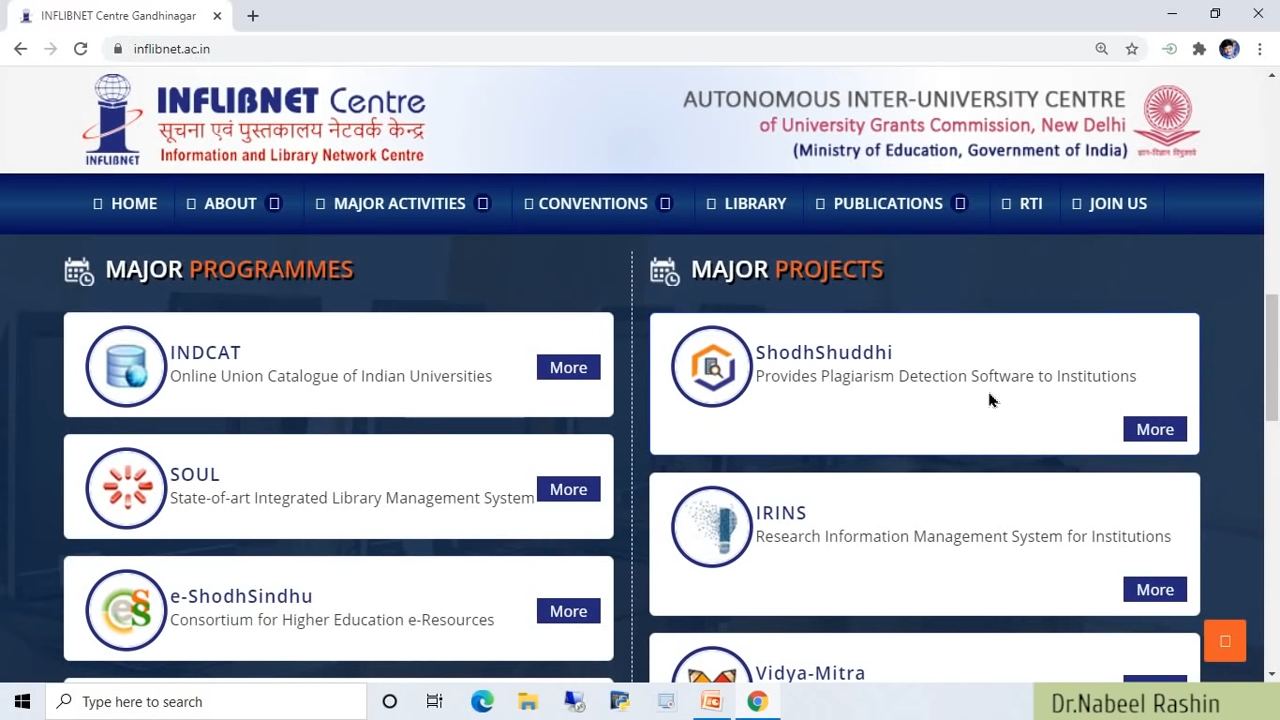 INFLIBNET Centre Gandhinagar
inflibnet.ac.in
INFLIBNET Centre
सूचना एवं पुस्तकालय नेटवर्क केन्द्र
Information and Library Network Centre
INFLIBNET
AUTONOMOUS INTER-UNIVERSITY CENTRE
of University Grants Commission, New Delhi
(Ministry of Education, Government of India)
HOME ABOUT MAJOR ACTIVITIES CONVENTIONS LIBRARY PUBLICATIONS RTI JOIN US
MAJOR PROGRAMMES
INDCAT
Online Union Catalogue of Indian Universities
More
SOUL
State-of-art Integrated Library Management System
More
e-ShodhSindhu
Consortium for Higher Education e-Resources
More
MAJOR PROJECTS
ShodhShuddhi
Provides Plagiarism Detection Software to Institutions
More
IRINS
Research Information Management System for Institutions
More
Vidya-Mitra
Type here to search
Dr.Nabeel Rashin